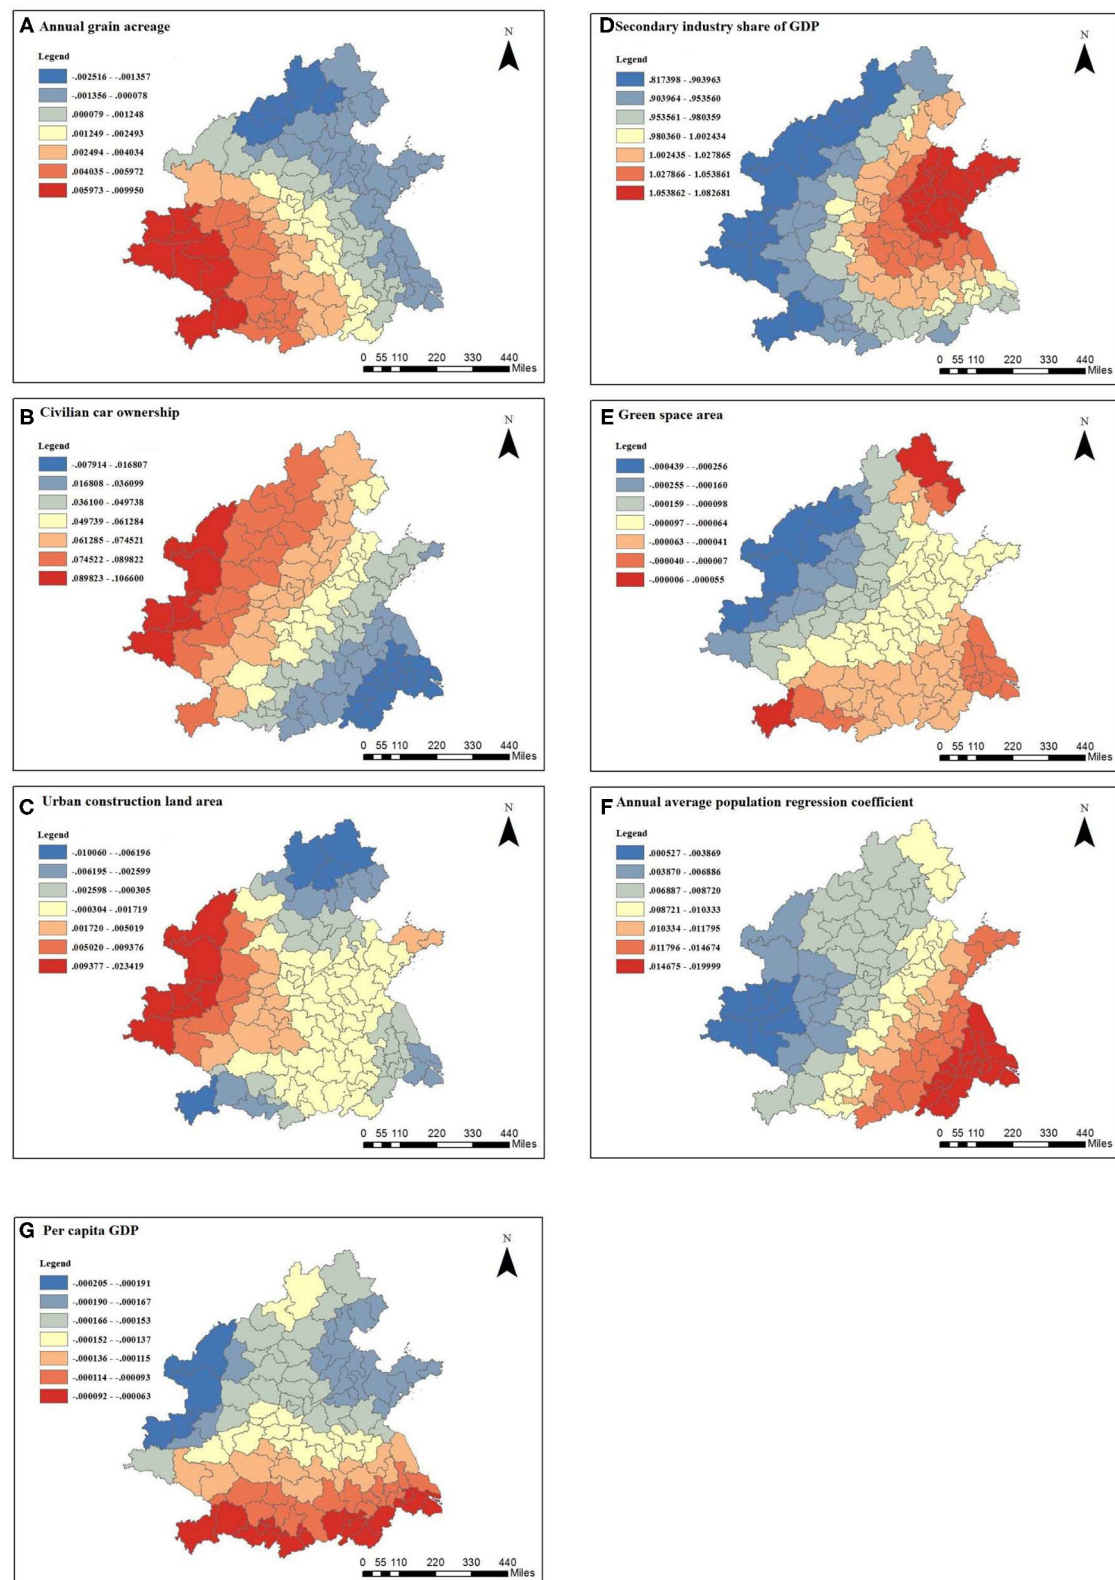 A Annual grain acreage
N
Legend
-.002516 - -.001357
-.001356 - .000078
.000079 - .001248
.001249 - .002493
.002494 - .004034
.004035 - .005972
.005973 - .009950
0 55 110 220 330 440
Miles
D Secondary industry share of GDP
N
Legend
.817398 - .903963
.903964 - .953560
.953561 - .980359
.980360 - 1.002434
1.002435 - 1.027865
1.027866 - 1.053861
1.053862 - 1.082681
0 55 110 220 330 440
Miles
B Civilian car ownership
N
Legend
-.007914 - .016807
.016808 - .036099
.036100 - .049738
.049739 - .061284
.061285 - .074521
.074522 - .089822
.089823 - .106600
0 55 110 220 330 440
Miles
E Green space area
N
Legend
-.000439 - -.000256
-.000255 - -.000160
-.000159 - -.000098
-.000097 - -.000064
-.000063 - -.000041
-.000040 - -.000007
-.000006 - .000055
0 55 110 220 330 440
Miles
C Urban construction land area
N
Legend
-.010060 - -.006196
-.006195 - -.002599
-.002598 - -.000305
-.000304 - .001719
.001720 - .005019
.005020 - .009376
.009377 - .023419
0 55 110 220 330 440
Miles
F Annual average population regression coefficient
N
Legend
.000527 - .003869
.003870 - .006886
.006887 - .008720
.008721 - .010333
.010334 - .011795
.011796 - .014674
.014675 - .019999
0 55 110 220 330 440
Miles
G Per capita GDP
N
Legend
-.000205 - -.000191
-.000190 - -.000167
-.000166 - -.000153
-.000152 - -.000137
-.000136 - -.000115
-.000114 - -.000093
-.000092 - -.000063
0 55 110 220 330 440
Miles